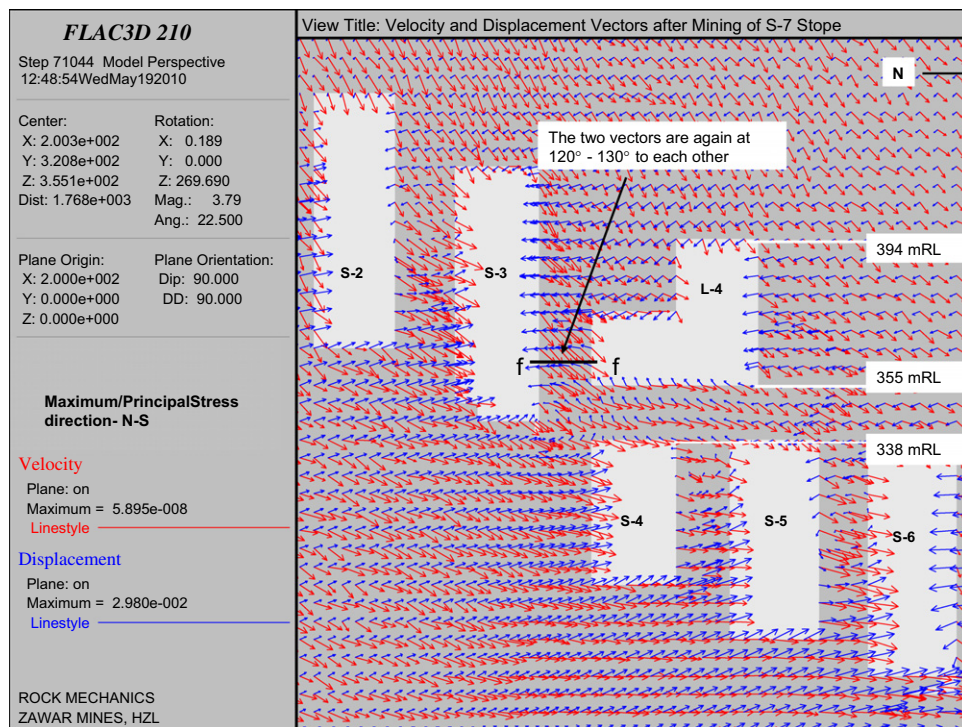 FLAC3D 210
Step 71044 Model Perspective
12:48:54WedMay192010
Center:
X: 2.003e+002
Y: 3.208e+002
Z: 3.551e+002
Dist: 1.768e+003
Rotation:
X: 0.189
Y: 0.000
Z: 269.690
Mag.: 3.79
Ang.: 22.500
Plane Origin:
X: 2.000e+002
Y: 0.000e+000
Z: 0.000e+000
Plane Orientation:
Dip: 90.000
DD: 90.000
Maximum/PrincipalStress
direction- N-S
Velocity
Plane: on
Maximum = 5.895e-008
Linestyle
Displacement
Plane: on
Maximum = 2.980e-002
Linestyle
ROCK MECHANICS
ZAWAR MINES, HZL
View Title: Velocity and Displacement Vectors after Mining of S-7 Stope
N
The two vectors are again at
120° - 130° to each other
394 mRL
S-2
S-3
L-4
f
f
355 mRL
338 mRL
S-4
S-5
S-6